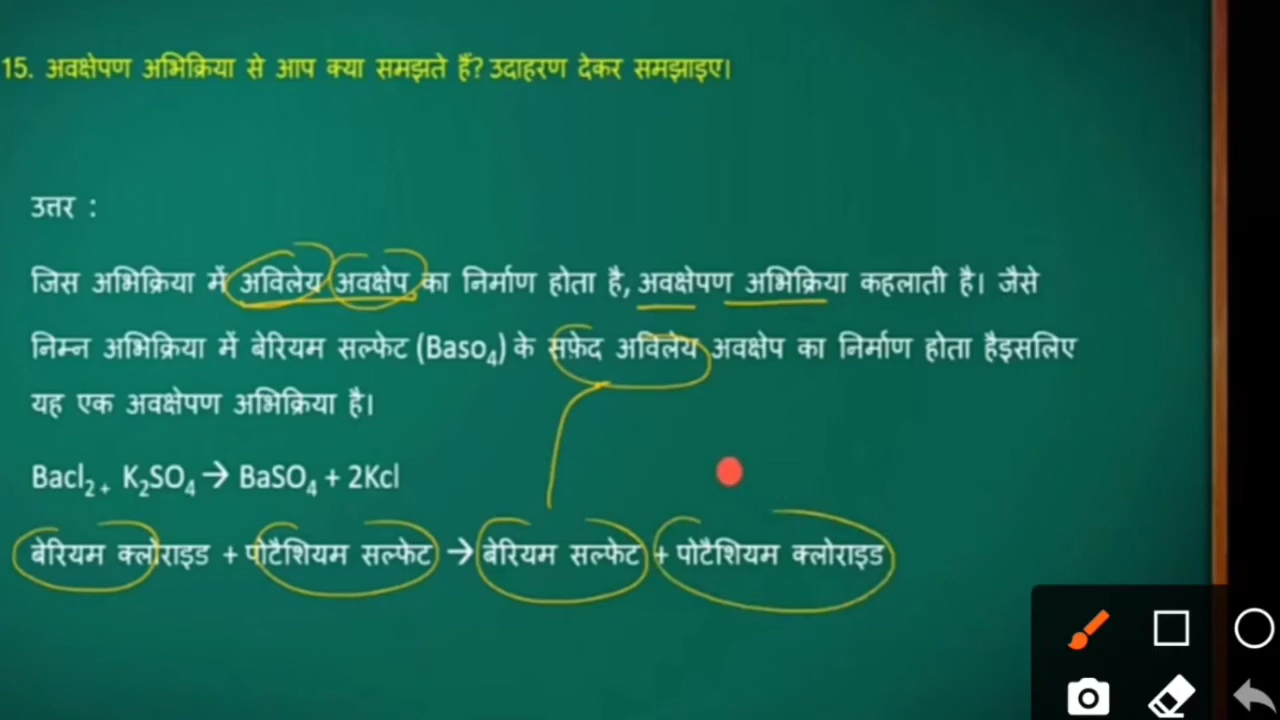 15. अवक्षेपण अभिक्रिया से आप क्या समझते हैं? उदाहरण देकर समझाइए।
उत्तर :
जिस अभिक्रिया में अविलेय अवक्षेप का निर्माण होता है, अवक्षेपण अभिक्रिया कहलाती है। जैसे
निम्न अभिक्रिया में बेरियम सल्फेट (Baso₄) के सफ़ेद अविलेय अवक्षेप का निर्माण होता हैइसलिए
यह एक अवक्षेपण अभिक्रिया है।
Bacl₂₊ K₂SO₄ → BaSO₄ + 2Kcl
बेरियम क्लोराइड + पोटैशियम सल्फेट → बेरियम सल्फेट + पोटैशियम क्लोराइड